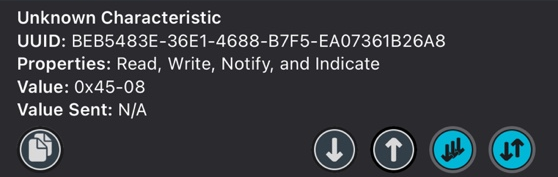 Unknown Characteristic
UUID: BEB5483E-36E1-4688-B7F5-EA07361B26A8
Properties: Read, Write, Notify, and Indicate
Value: 0x45-08
Value Sent: N/A